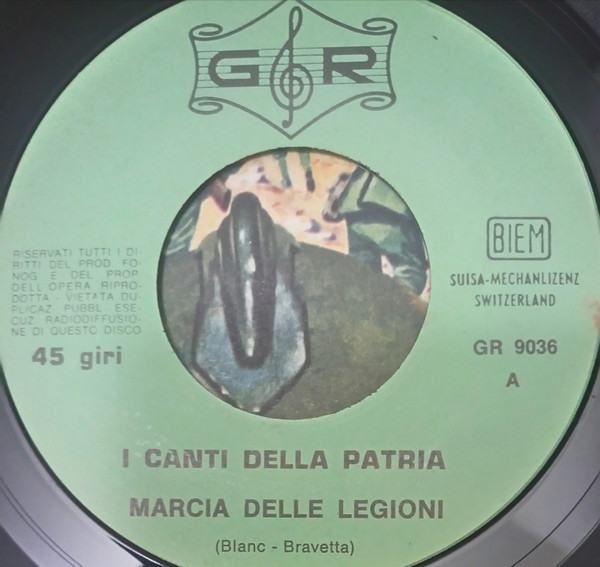 G R
RISERVATI TUTTI I DI-
RITTI DEL PROD. FO-
NOG E DEL PROP.
DELL'OPERA RIPRO-
DOTTA - VIETATA DU-
PLICAZ PUBBL ESE-
CUZ RADIODIFFUSIO-
NE DI QUESTO DISCO
45 giri
BIEM
SUISA-MECHANLIZENZ
SWITZERLAND
GR 9036
A
I CANTI DELLA PATRIA
MARCIA DELLE LEGIONI
(Blanc - Bravetta)